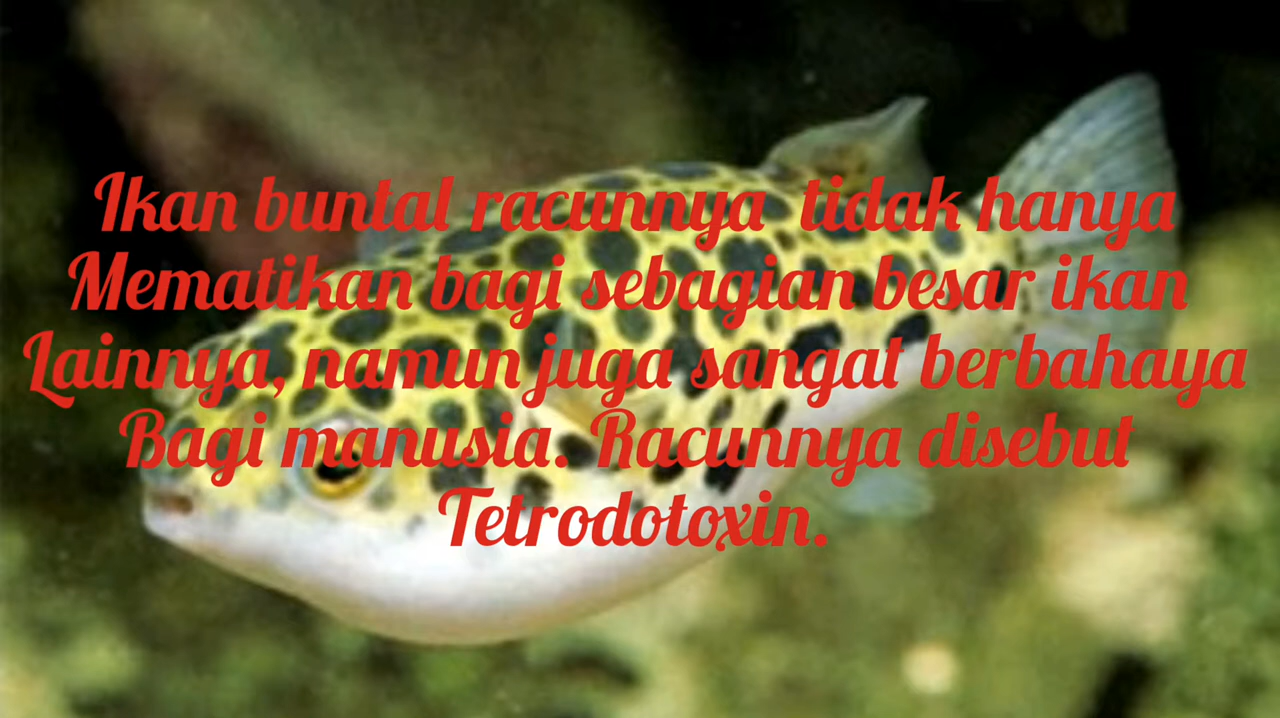 Ikan buntal racunnya tidak hanya
Mematikan bagi sebagian besar ikan
Lainnya, namun juga sangat berbahaya
Bagi manusia. Racunnya disebut
Tetrodotoxin.